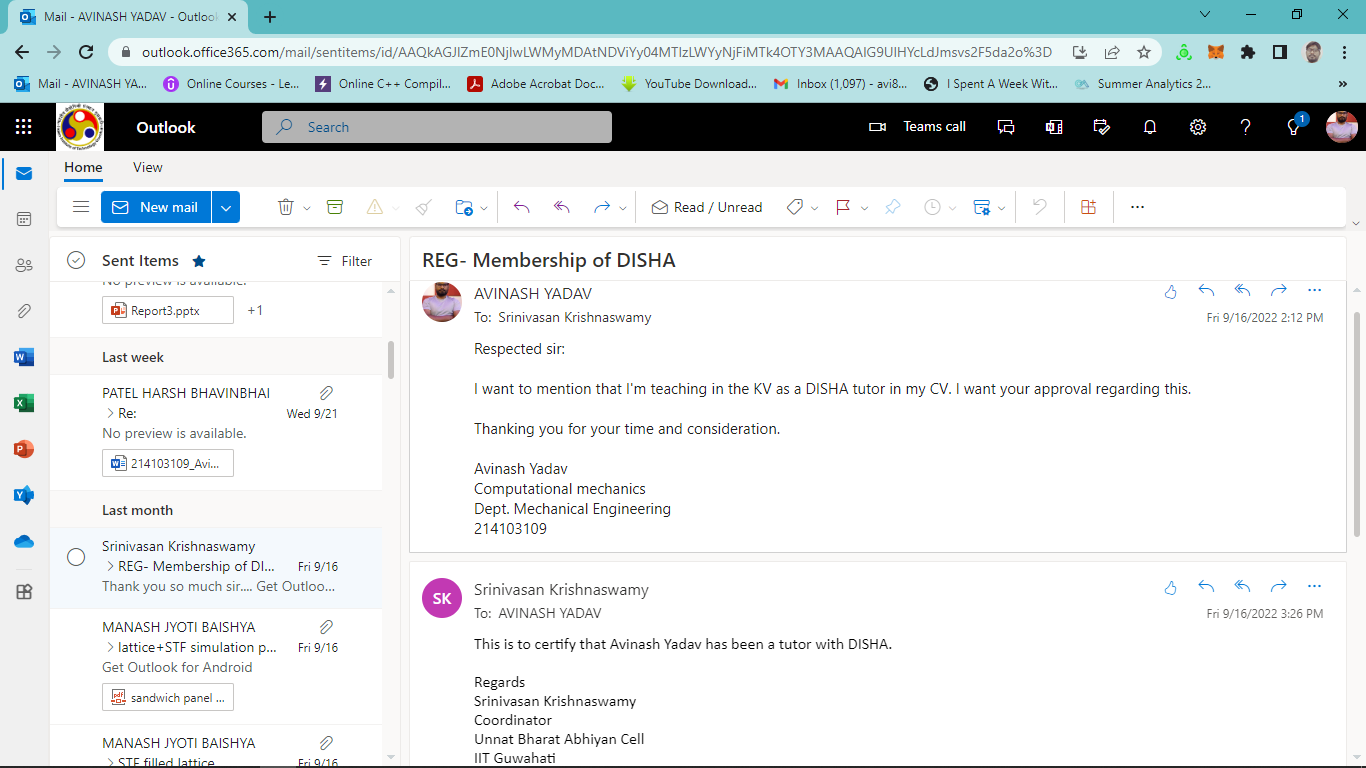 Mail - AVINASH YADAV - Outlook
outlook.office365.com/mail/sentitems/id/
Mail - AVINASH YA...
Online Courses - Le...
Online C++ Compil...
Adobe Acrobat Doc...
YouTube Download...
Inbox (1,097) - avi8...
I Spent A Week Wit...
Summer Analytics 2...
Outlook
Search
Teams call
1
Home
View
New mail
Read / Unread
Sent Items
Filter
No preview is available.
Report3.pptx
+1
Last week
PATEL HARSH BHAVINBHAI
Re:
Wed 9/21
No preview is available.
214103109_Avi...
Last month
Srinivasan Krishnaswamy
REG- Membership of DI...
Fri 9/16
Thank you so much sir.... Get Outloo...
MANASH JYOTI BAISHYA
lattice+STF simulation p...
Fri 9/16
Get Outlook for Android
sandwich panel ...
MANASH JYOTI BAISHYA
STF filled lattice
Fri 9/16
REG- Membership of DISHA
AVINASH YADAV
To: Srinivasan Krishnaswamy
Fri 9/16/2022 2:12 PM
Respected sir:
I want to mention that I'm teaching in the KV as a DISHA tutor in my CV. I want your approval regarding this.
Thanking you for your time and consideration.
Avinash Yadav
Computational mechanics
Dept. Mechanical Engineering
214103109
SK
Srinivasan Krishnaswamy
To: AVINASH YADAV
Fri 9/16/2022 3:26 PM
This is to certify that Avinash Yadav has been a tutor with DISHA.
Regards
Srinivasan Krishnaswamy
Coordinator
Unnat Bharat Abhiyan Cell
IIT Guwahati